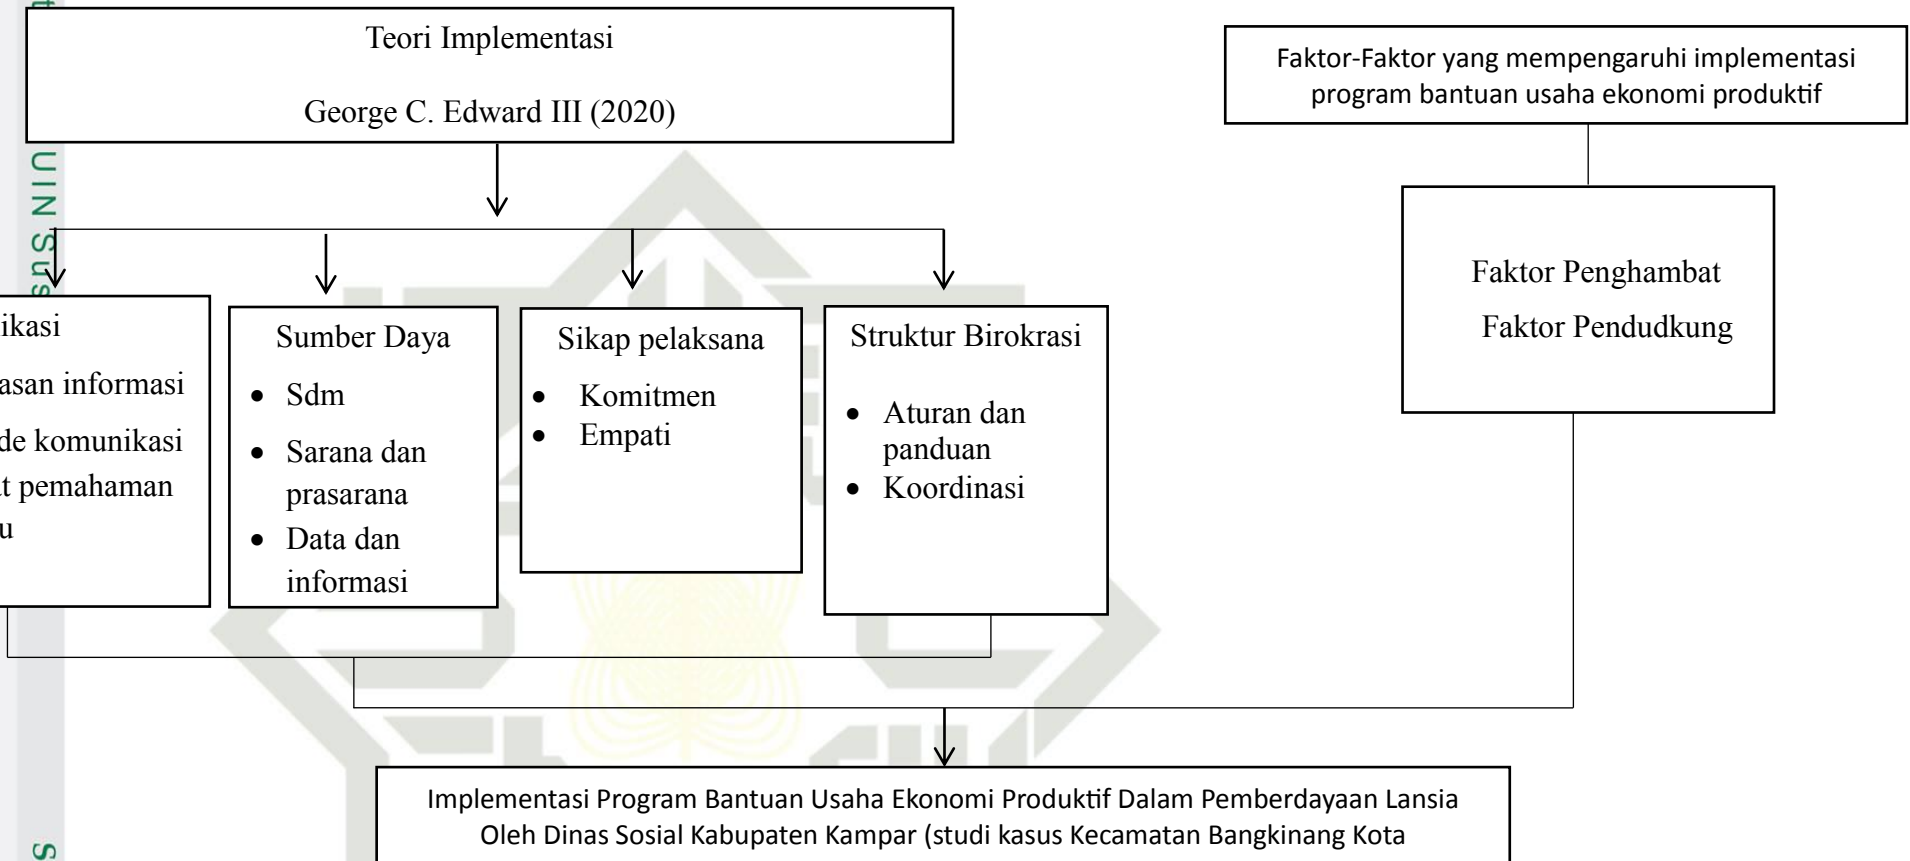 Teori Implementasi
George C. Edward III (2020)
Faktor-Faktor yang mempengaruhi implementasi
program bantuan usaha ekonomi produktif
UIN Sus
ikasi
asan informasi
de komunikasi
at pemahaman
u
Sumber Daya
• Sdm
• Sarana dan
prasarana
• Data dan
informasi
Sikap pelaksana
• Komitmen
• Empati
Struktur Birokrasi
• Aturan dan
panduan
• Koordinasi
Faktor Penghambat
Faktor Pendudkung
Implementasi Program Bantuan Usaha Ekonomi Produktif Dalam Pemberdayaan Lansia
Oleh Dinas Sosial Kabupaten Kampar (studi kasus Kecamatan Bangkinang Kota